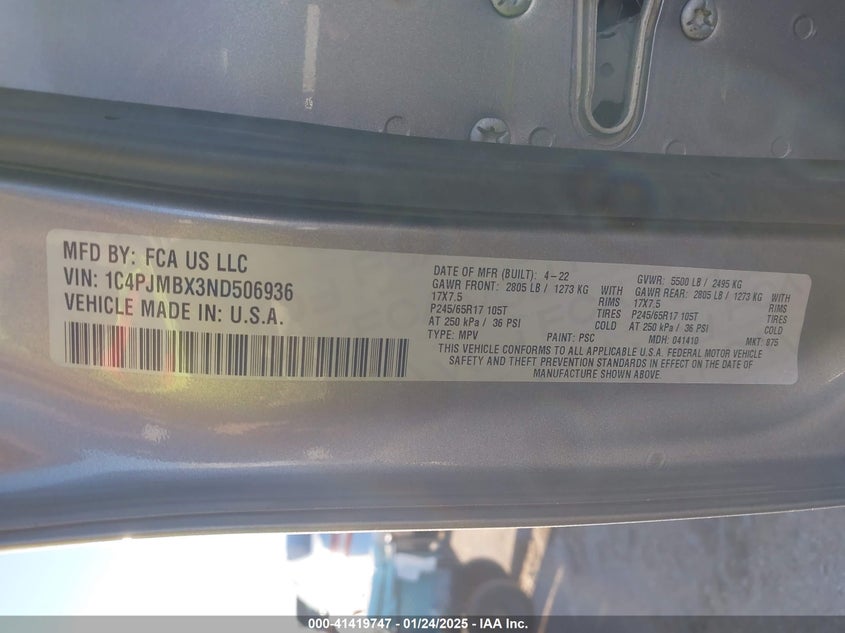 MFD BY: FCA US LLC
VIN: 1C4PJMBX3ND506936
VEHICLE MADE IN: U.S.A.
DATE OF MFR (BUILT): 4-22 GVWR: 5500 LB / 2495 KG
GAWR FRONT: 2805 LB / 1273 KG WITH GAWR REAR: 2805 LB / 1273 KG WITH
17X7.5 RIMS 17X7.5 RIMS
P245/65R17 105T TIRES P245/65R17 105T TIRES
AT 250 kPa / 36 PSI COLD AT 250 kPa / 36 PSI COLD
TYPE: MPV PAINT: PSC MDH: 041410 MKT: 875
THIS VEHICLE CONFORMS TO ALL APPLICABLE U.S.A. FEDERAL MOTOR VEHICLE
SAFETY AND THEFT PREVENTION STANDARDS IN EFFECT ON THE DATE OF
MANUFACTURE SHOWN ABOVE.
000-41419747 — 01/24/2025 — IAA Inc.